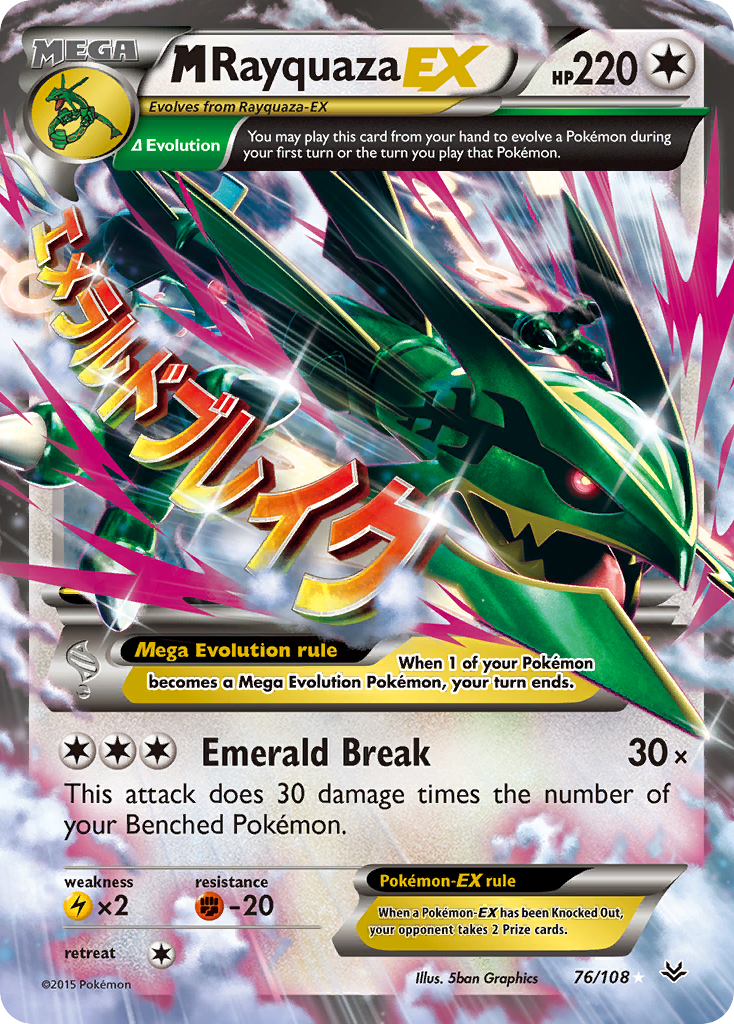 MEGA
MRayquazaEX
HP220
Evolves from Rayquaza-EX
Δ Evolution
You may play this card from your hand to evolve a Pokémon during
your first turn or the turn you play that Pokémon.
エメラルドブレイク
Mega Evolution rule
When 1 of your Pokémon
becomes a Mega Evolution Pokémon, your turn ends.
Emerald Break 30×
This attack does 30 damage times the number of
your Benched Pokémon.
weakness resistance
×2 -20
retreat
Pokémon-EX rule
When a Pokémon-EX has been Knocked Out,
your opponent takes 2 Prize cards.
©2015 Pokémon
Illus. 5ban Graphics
76/108